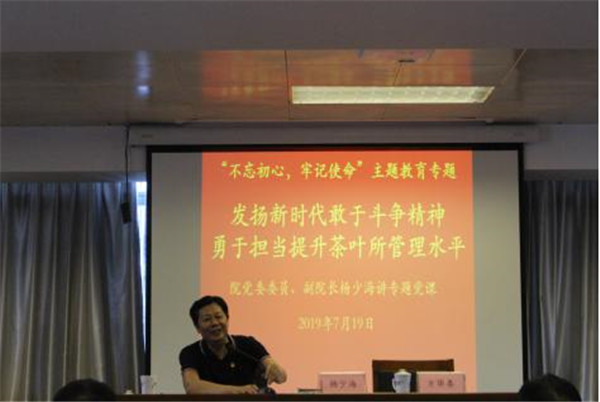 “不忘初心，牢记使命”主题教育专题
发扬新时代敢于斗争精神
勇于担当提升茶叶所管理水平
院党委委员、副院长杨少海讲专题党课
2019年7月19日
杨少海